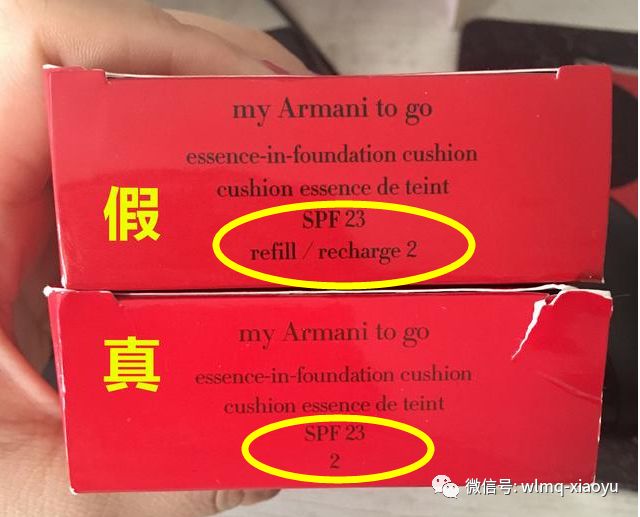 my Armani to go
essence-in-foundation cushion
cushion essence de teint
假
SPF 23
refill / recharge 2
my Armani to go
真
essence-in-foundation cushion
cushion essence de teint
SPF 23
2
微信号: wlmq-xiaoyu